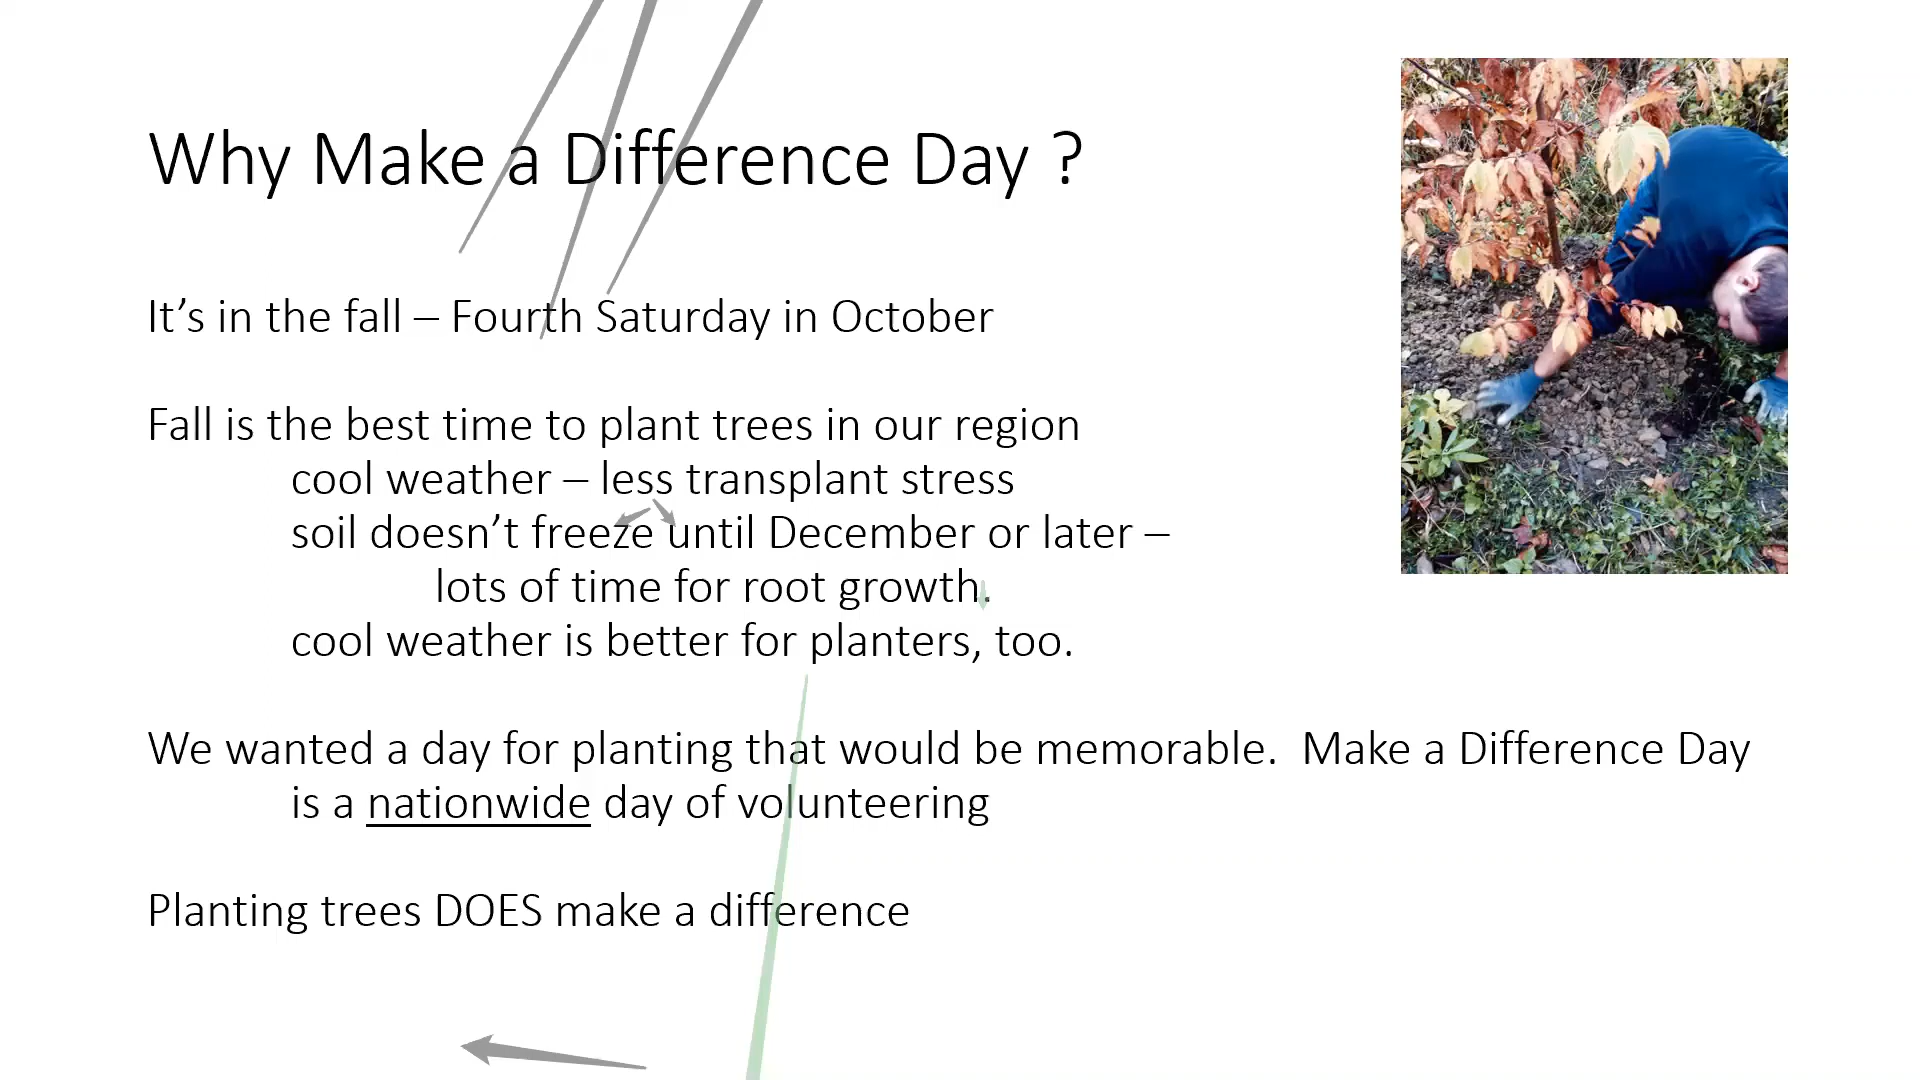 Why Make a Difference Day ?
It’s in the fall – Fourth Saturday in October
Fall is the best time to plant trees in our region
cool weather – less transplant stress
soil doesn’t freeze until December or later –
lots of time for root growth.
cool weather is better for planters, too.
We wanted a day for planting that would be memorable.  Make a Difference Day
is a nationwide day of volunteering
Planting trees DOES make a difference